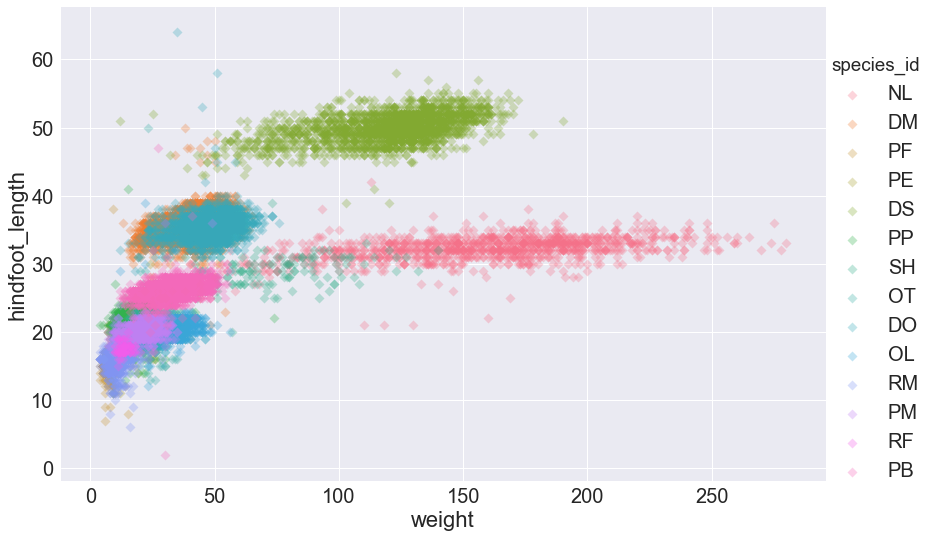 hindfoot_length
60
50
40
30
20
10
0
0 50 100 150 200 250
weight
species_id
NL
DM
PF
PE
DS
PP
SH
OT
DO
OL
RM
PM
RF
PB